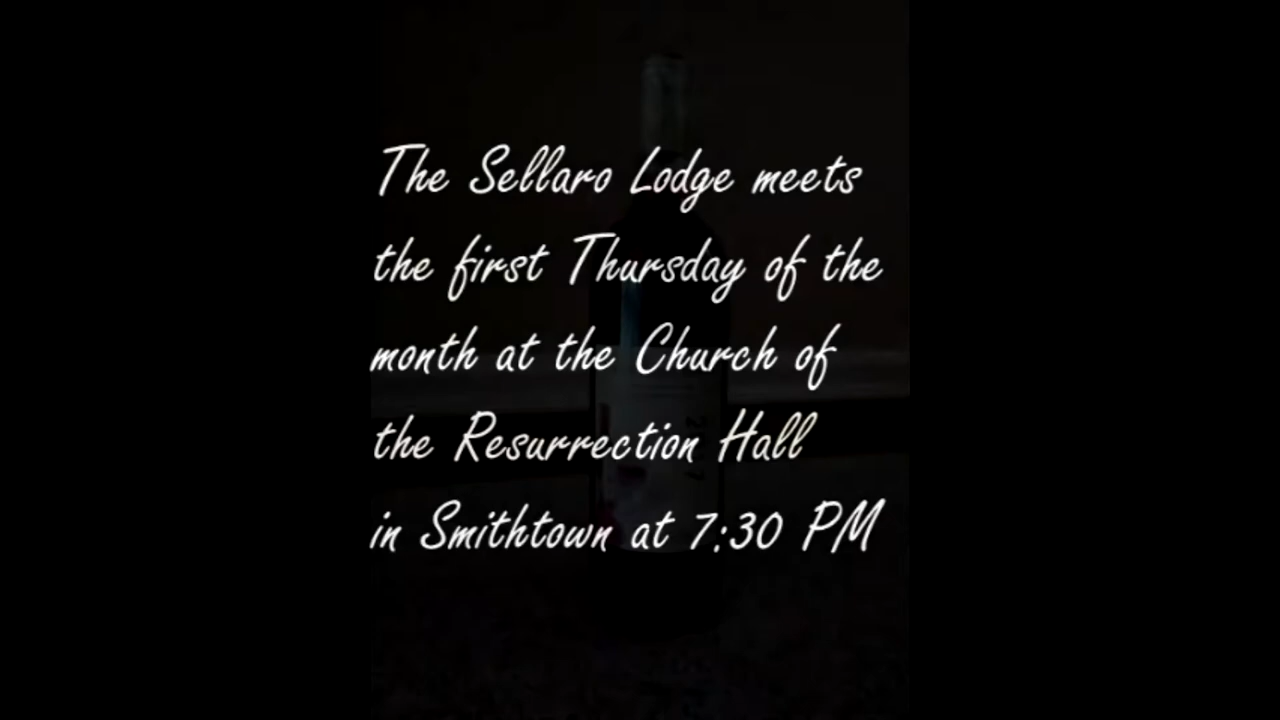 The Sellaro Lodge meets
the first Thursday of the
month at the Church of
the Resurrection Hall
in Smithtown at 7:30 PM